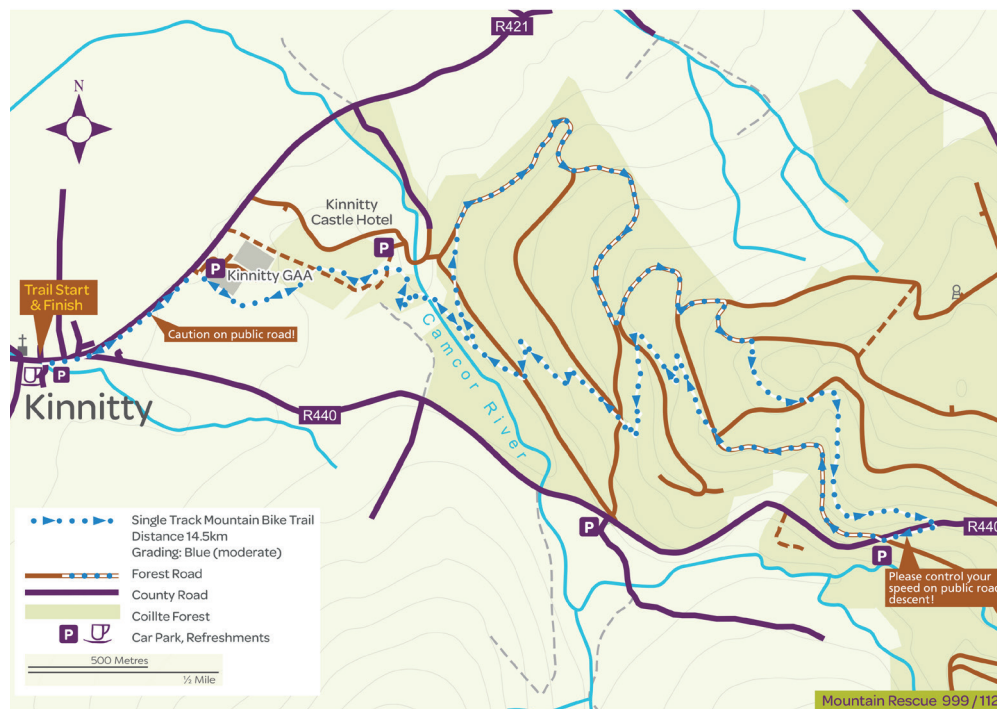 R421
N
Kinnitty
Castle Hotel
P
P
Kinnitty GAA
Trail Start
& Finish
Caution on public road!
P
Kinnitty
R440
Camcor River
P
R440
P
Please control your
speed on public road
descent!
Single Track Mountain Bike Trail
Distance 14.5km
Grading: Blue (moderate)
Forest Road
County Road
Coillte Forest
P
Car Park, Refreshments
500 Metres
½ Mile
Mountain Rescue 999 / 112